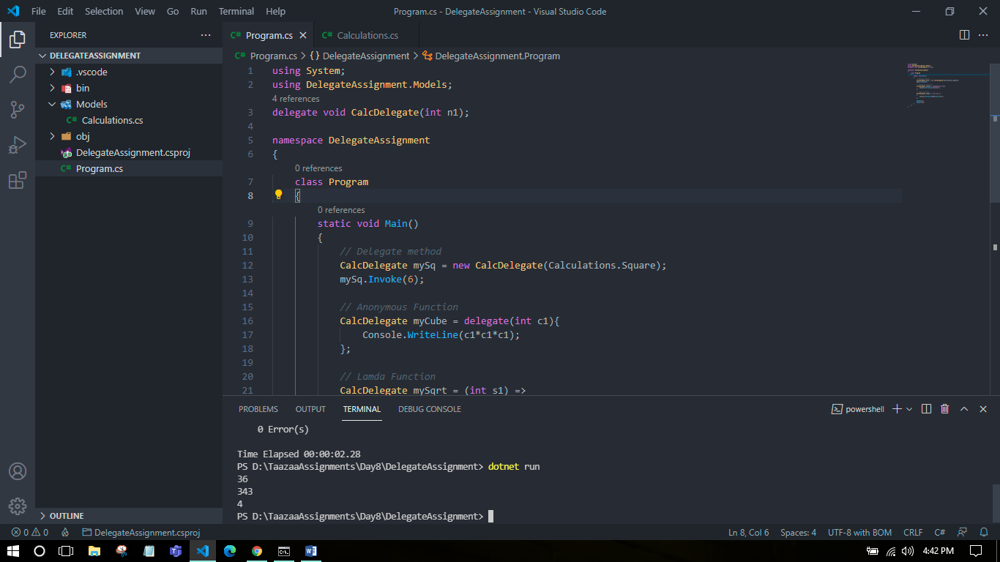 File Edit Selection View Go Run Terminal Help
Program.cs - DelegateAssignment - Visual Studio Code
EXPLORER
DELEGATEASSIGNMENT
.vscode
bin
Models
C# Calculations.cs
obj
DelegateAssignment.csproj
C# Program.cs
OUTLINE
C# Program.cs C# Calculations.cs
C# Program.cs > {} DelegateAssignment > DelegateAssignment.Program
1 using System;
2 using DelegateAssignment.Models;
4 references
3 delegate void CalcDelegate(int n1);
4
5 namespace DelegateAssignment
6 {
0 references
7 class Program
8 {
0 references
9 static void Main()
10 {
11 // Delegate method
12 CalcDelegate mySq = new CalcDelegate(Calculations.Square);
13 mySq.Invoke(6);
14
15 // Anonymous Function
16 CalcDelegate myCube = delegate(int c1){
17 Console.WriteLine(c1*c1*c1);
18 };
19
20 // Lamda Function
21 CalcDelegate mySqrt = (int s1) =>
PROBLEMS OUTPUT TERMINAL DEBUG CONSOLE powershell
0 Error(s)
Time Elapsed 00:00:02.28
PS D:\TaazaaAssignments\Day8\DelegateAssignment> dotnet run
36
343
4
PS D:\TaazaaAssignments\Day8\DelegateAssignment>
0 0 DelegateAssignment.csproj Ln 8, Col 6 Spaces: 4 UTF-8 with BOM CRLF C#
4:42 PM